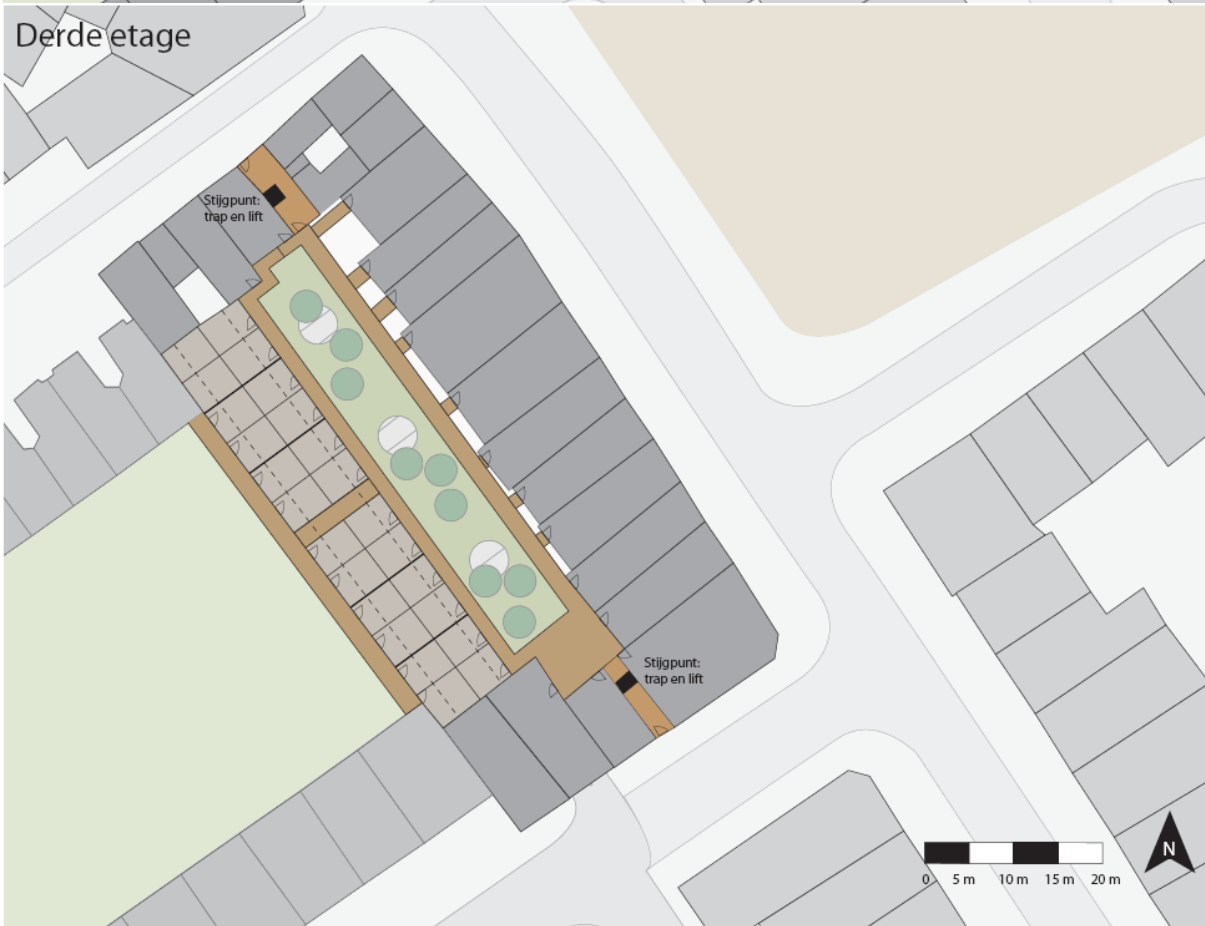 Derde etage
Stijgpunt:
trap en lift
Stijgpunt:
trap en lift
N
0 5 m 10 m 15 m 20 m